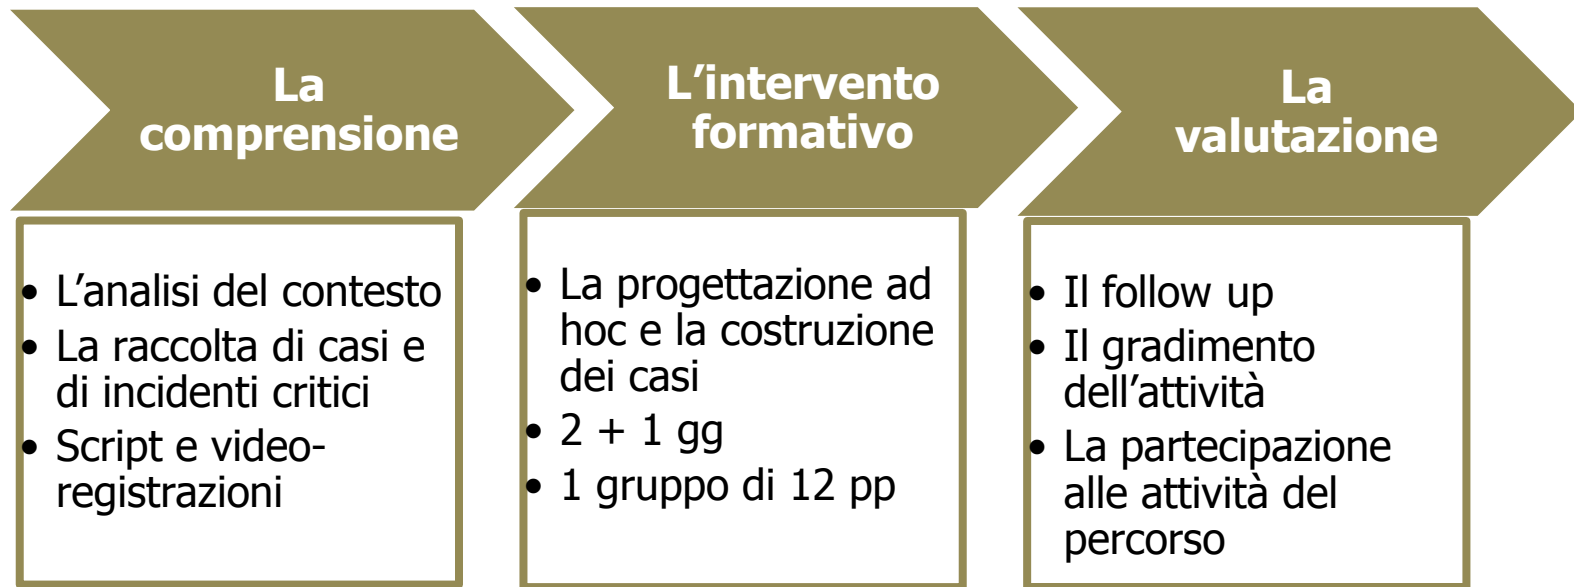 La
comprensione
• L’analisi del contesto
• La raccolta di casi e
di incidenti critici
• Script e video-
registrazioni
L’intervento
formativo
• La progettazione ad
hoc e la costruzione
dei casi
• 2 + 1 gg
• 1 gruppo di 12 pp
La
valutazione
• Il follow up
• Il gradimento
dell’attività
• La partecipazione
alle attività del
percorso